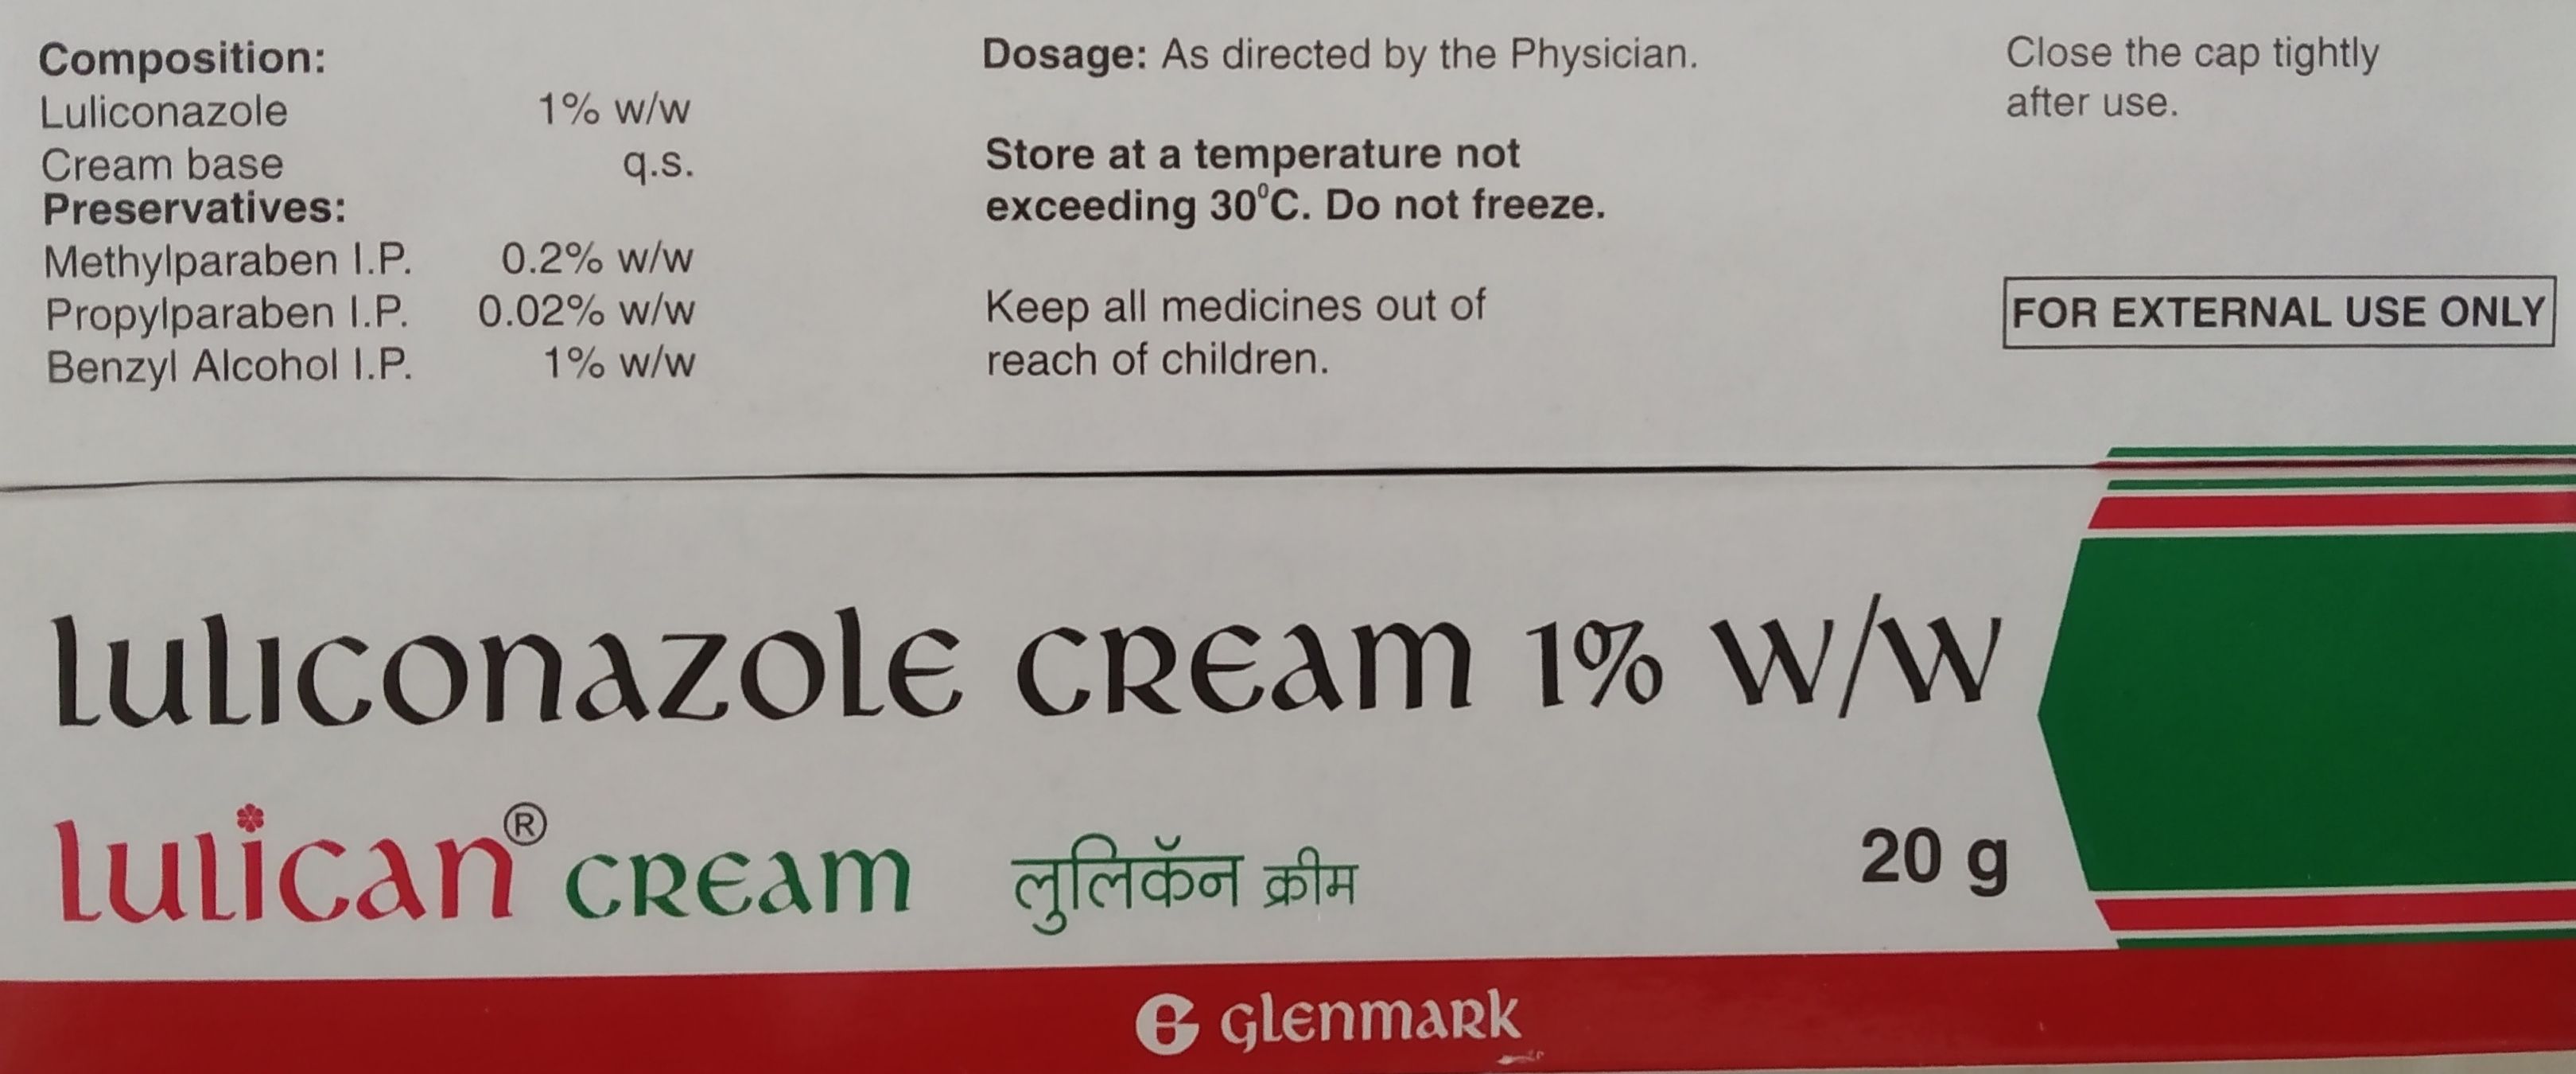 Composition:
Luliconazole 1% w/w
Cream base q.s.
Preservatives:
Methylparaben I.P. 0.2% w/w
Propylparaben I.P. 0.02% w/w
Benzyl Alcohol I.P. 1% w/w
Dosage: As directed by the Physician.
Store at a temperature not
exceeding 30⁰C. Do not freeze.
Keep all medicines out of
reach of children.
Close the cap tightly
after use.
FOR EXTERNAL USE ONLY
Luliconazole Cream 1% w/w
Lulican® Cream लुलिकॅन क्रीम 20 g
G glenmark